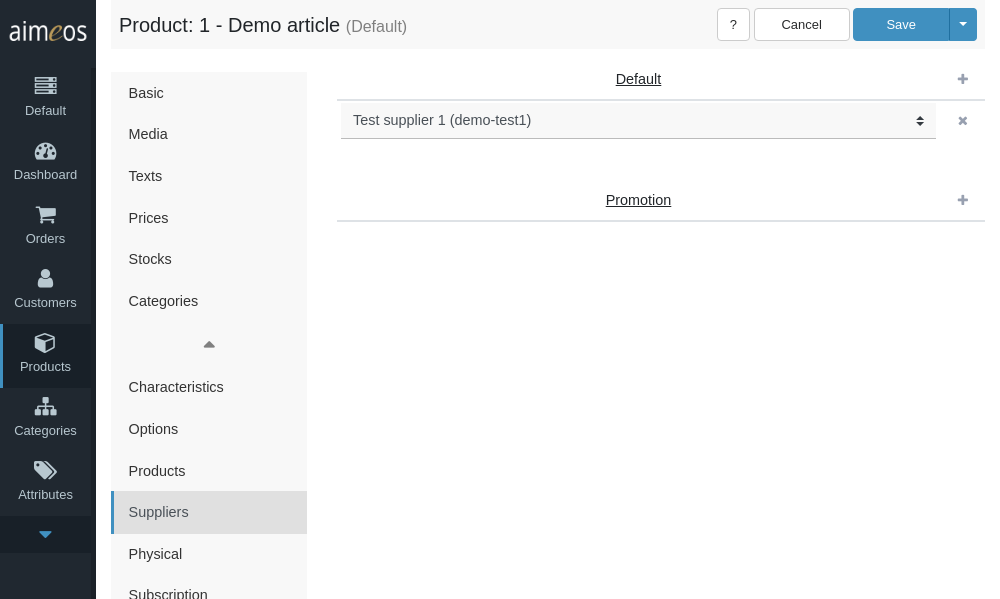 aimeos
Default
Dashboard
Orders
Customers
Products
Categories
Attributes
Product: 1 - Demo article (Default)
?
Cancel
Save
Basic
Media
Texts
Prices
Stocks
Categories
Characteristics
Options
Products
Suppliers
Physical
Subscription
Default
Test supplier 1 (demo-test1)
Promotion